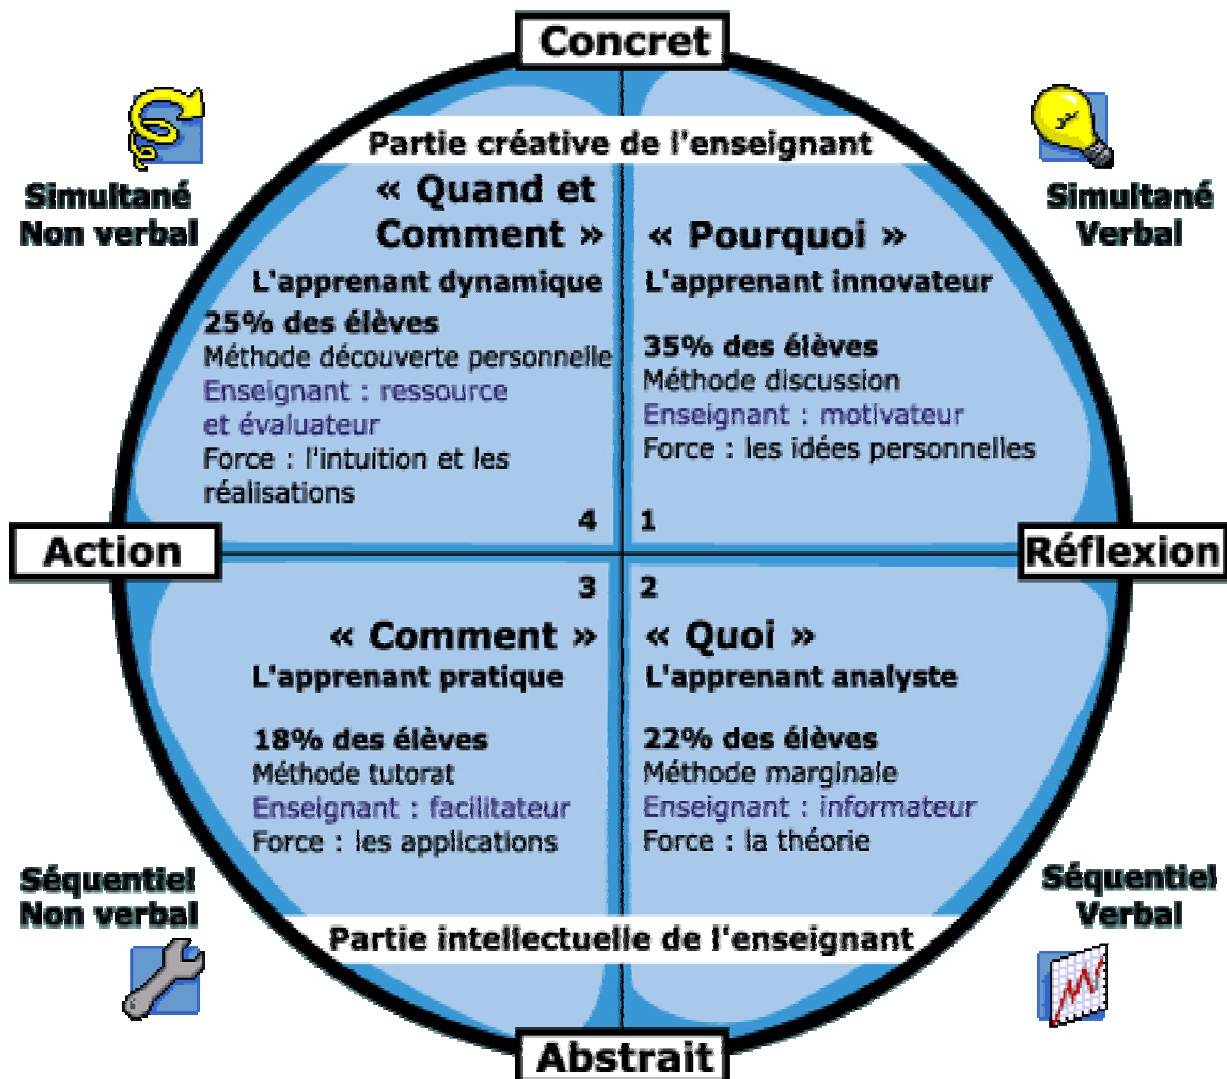 Concret
Partie créative de l'enseignant
Simultané
Non verbal
« Quand et
Comment »
L'apprenant dynamique
25% des élèves
Méthode découverte personnelle
Enseignant : ressource
et évaluateur
Force : l'intuition et les
réalisations
4
Simultané
Verbal
« Pourquoi »
L'apprenant innovateur
35% des élèves
Méthode discussion
Enseignant : motivateur
Force : les idées personnelles
1
Action
Réflexion
3
« Comment »
L'apprenant pratique
18% des élèves
Méthode tutorat
Enseignant : facilitateur
Force : les applications
Séquentiel
Non verbal
2
« Quoi »
L'apprenant analyste
22% des élèves
Méthode marginale
Enseignant : informateur
Force : la théorie
Séquentiel
Verbal
Partie intellectuelle de l'enseignant
Abstrait